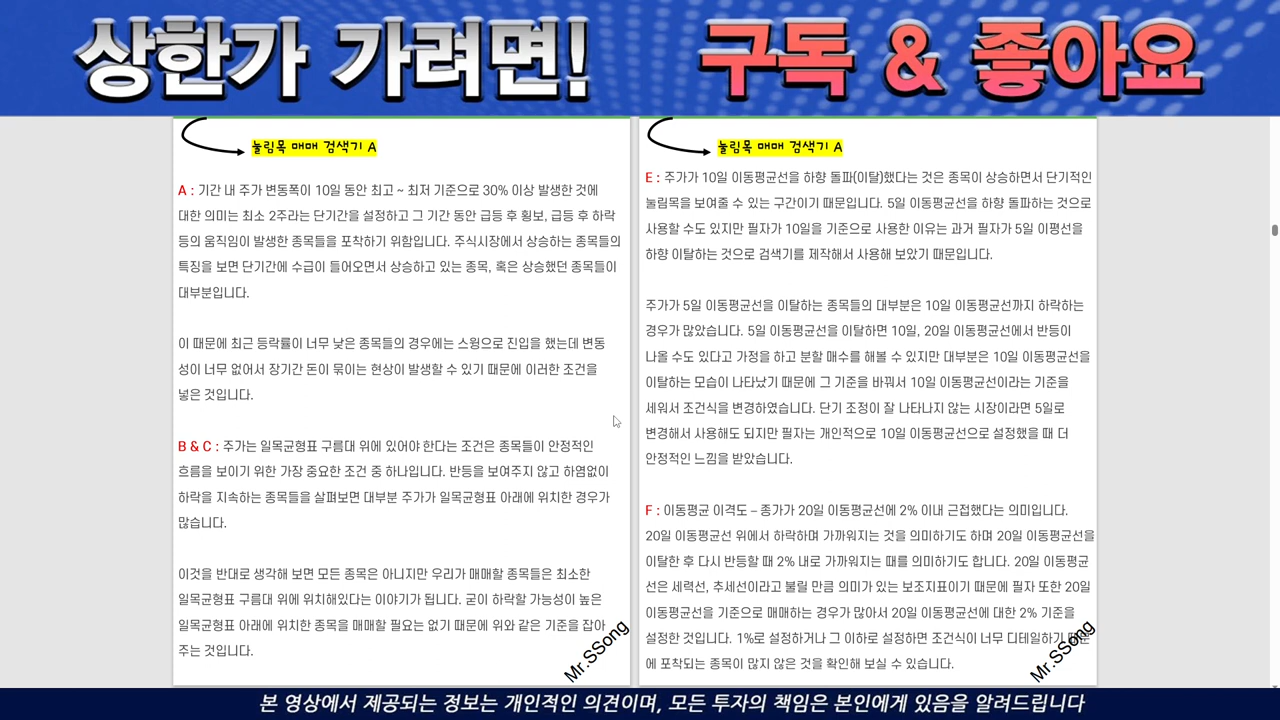 상한가 가려면! 구독 & 좋아요
눌림목 매매 검색기 A
A : 기간 내 주가 변동폭이 10일 동안 최고 ~ 최저 기준으로 30% 이상 발생한 것에
대한 의미는 최소 2주라는 단기간을 설정하고 그 기간 동안 급등 후 횡보, 급등 후 하락
등의 움직임이 발생한 종목들을 포착하기 위함입니다. 주식시장에서 상승하는 종목들의
특징을 보면 단기간에 수급이 들어오면서 상승하고 있는 종목, 혹은 상승했던 종목들이
대부분입니다.
이 때문에 최근 등락률이 너무 낮은 종목들의 경우에는 스윙으로 진입을 했는데 변동
성이 너무 없어서 장기간 돈이 묶이는 현상이 발생할 수 있기 때문에 이러한 조건을
넣은 것입니다.
B & C : 주가는 일목균형표 구름대 위에 있어야 한다는 조건은 종목들이 안정적인
흐름을 보이기 위한 가장 중요한 조건 중 하나입니다. 반등을 보여주지 않고 하염없이
하락을 지속하는 종목들을 살펴보면 대부분 주가가 일목균형표 아래에 위치한 경우가
많습니다.
이것을 반대로 생각해 보면 모든 종목은 아니지만 우리가 매매할 종목들은 최소한
일목균형표 구름대 위에 위치해있다는 이야기가 됩니다. 굳이 하락할 가능성이 높은
일목균형표 아래에 위치한 종목을 매매할 필요는 없기 때문에 위와 같은 기준을 잡아
주는 것입니다.
Mr.SSong
눌림목 매매 검색기 A
E : 주가가 10일 이동평균선을 하향 돌파(이탈)했다는 것은 종목이 상승하면서 단기적인
눌림목을 보여줄 수 있는 구간이기 때문입니다. 5일 이동평균선을 하향 돌파하는 것으로
사용할 수도 있지만 필자가 10일을 기준으로 사용한 이유는 과거 필자가 5일 이평선을
하향 이탈하는 것으로 검색기를 제작해서 사용해 보았기 때문입니다.
주가가 5일 이동평균선을 이탈하는 종목들의 대부분은 10일 이동평균선까지 하락하는
경우가 많았습니다. 5일 이동평균선을 이탈하면 10일, 20일 이동평균선에서 반등이
나올 수도 있다고 가정을 하고 분할 매수를 해볼 수 있지만 대부분은 10일 이동평균선을
이탈하는 모습이 나타났기 때문에 그 기준을 바꿔서 10일 이동평균선이라는 기준을
세워서 조건식을 변경하였습니다. 단기 조정이 잘 나타나지 않는 시장이라면 5일로
변경해서 사용해도 되지만 필자는 개인적으로 10일 이동평균선으로 설정했을 때 더
안정적인 느낌을 받았습니다.
F : 이동평균 이격도 – 종가가 20일 이동평균선에 2% 이내 근접했다는 의미입니다.
20일 이동평균선 위에서 하락하며 가까워지는 것을 의미하기도 하며 20일 이동평균선을
이탈한 후 다시 반등할 때 2% 내로 가까워지는 때를 의미하기도 합니다. 20일 이동평균
선은 세력선, 추세선이라고 불릴 만큼 의미가 있는 보조지표이기 때문에 필자 또한 20일
이동평균선을 기준으로 매매하는 경우가 많아서 20일 이동평균선에 대한 2% 기준을
설정한 것입니다. 1%로 설정하거나 그 이하로 설정하면 조건식이 너무 디테일하기 때문
에 포착되는 종목이 많지 않은 것을 확인해 보실 수 있습니다.
Mr.SSong
본 영상에서 제공되는 정보는 개인적인 의견이며, 모든 투자의 책임은 본인에게 있음을 알려드립니다